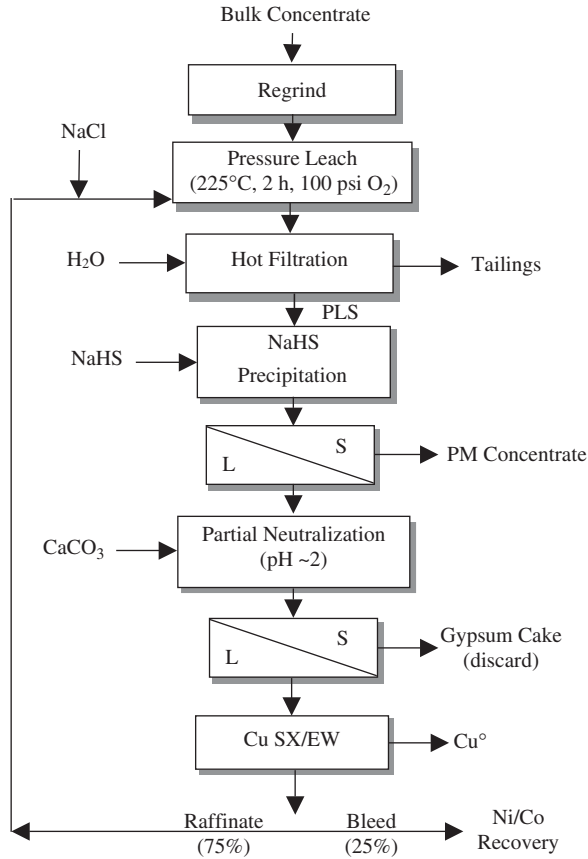 Bulk Concentrate
Regrind
NaCl
Pressure Leach
(225°C, 2 h, 100 psi O₂)
H₂O
Hot Filtration
Tailings
PLS
NaHS
NaHS
Precipitation
S
L
PM Concentrate
CaCO₃
Partial Neutralization
(pH ~2)
S
L
Gypsum Cake
(discard)
Cu SX/EW
Cu°
Raffinate
(75%)
Bleed
(25%)
Ni/Co
Recovery